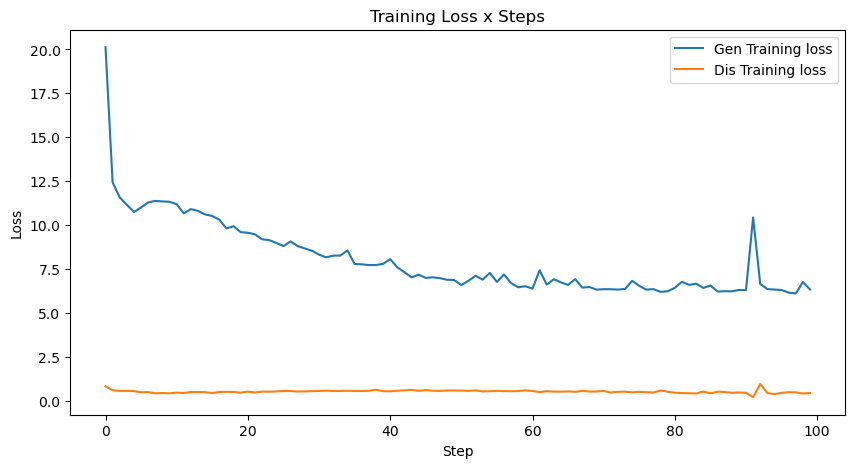 Training Loss x Steps
Gen Training loss
Dis Training loss
20.0
17.5
15.0
12.5
10.0
7.5
5.0
2.5
0.0
Loss
0 20 40 60 80 100
Step